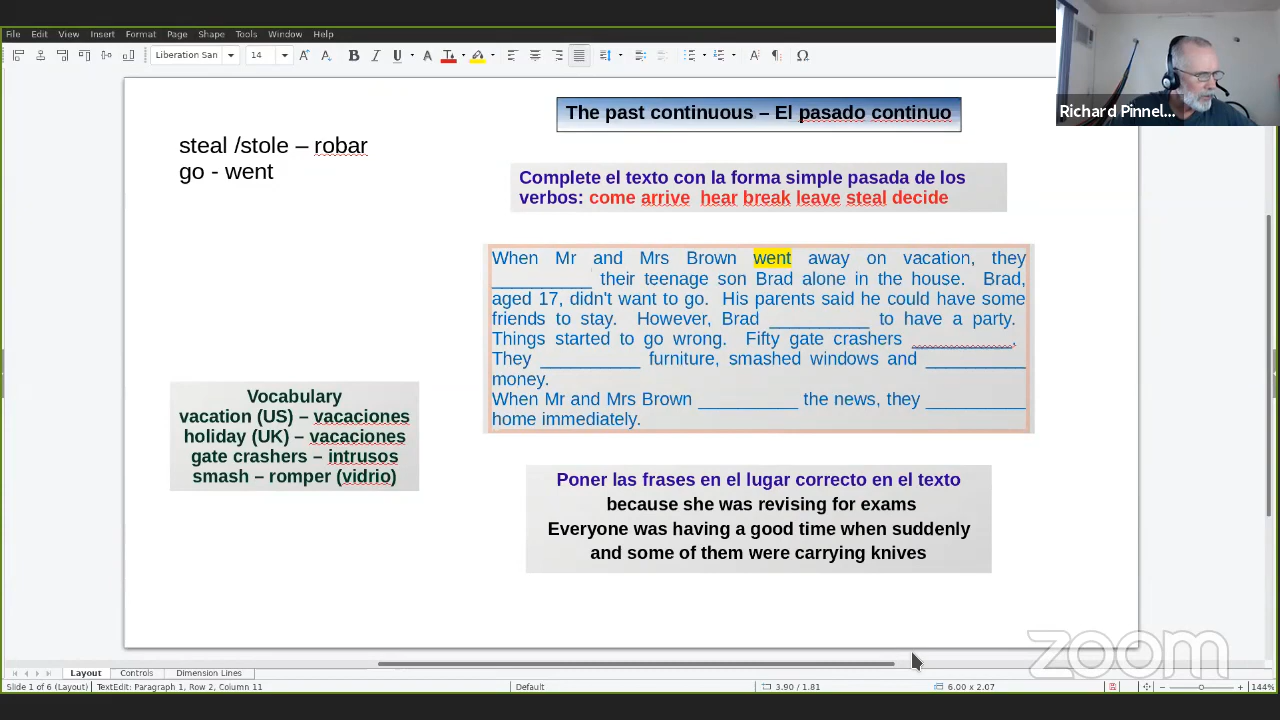 File Edit View Insert Format Page Shape Tools Window Help
Liberation San 14
Richard Pinnel...
The past continuous – El pasado continuo
steal /stole – robar
go - went
Complete el texto con la forma simple pasada de los
verbos: come arrive hear break leave steal decide
When Mr and Mrs Brown went away on vacation, they
__________ their teenage son Brad alone in the house. Brad,
aged 17, didn't want to go. His parents said he could have some
friends to stay. However, Brad __________ to have a party.
Things started to go wrong. Fifty gate crashers __________.
They __________ furniture, smashed windows and __________
money.
When Mr and Mrs Brown __________ the news, they __________
home immediately.
Vocabulary
vacation (US) – vacaciones
holiday (UK) – vacaciones
gate crashers – intrusos
smash – romper (vidrio)
Poner las frases en el lugar correcto en el texto
because she was revising for exams
Everyone was having a good time when suddenly
and some of them were carrying knives
zoom
Layout Controls Dimension Lines
Slide 1 of 6 (Layout) TextEdit: Paragraph 1, Row 2, Column 11 Default 3.90 / 1.81 6.00 x 2.07 144%